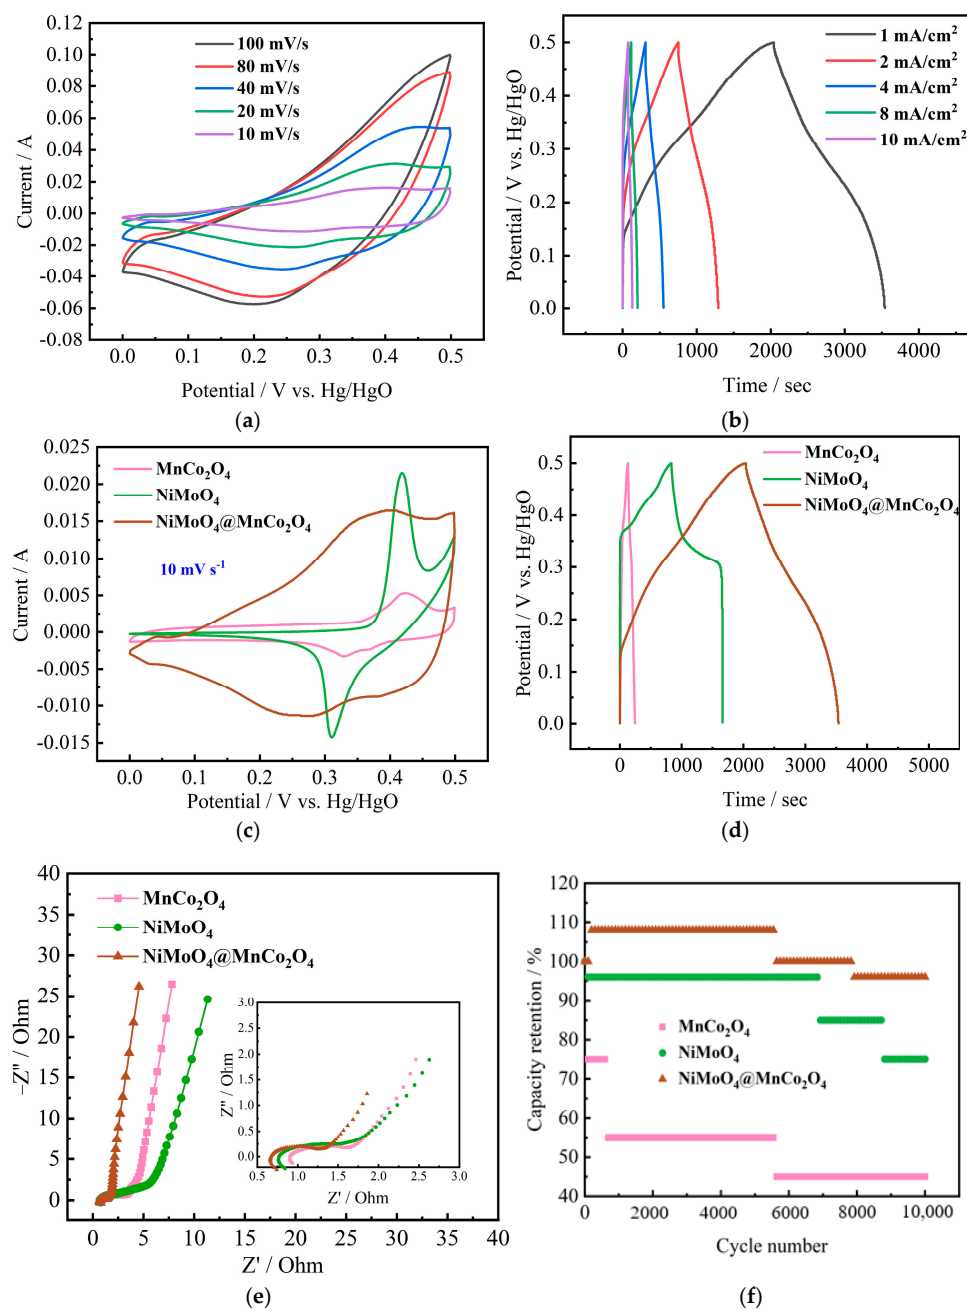 0.12
0.10
0.08
0.06
0.04
0.02
0.00
-0.02
-0.04
-0.06
-0.08
Current / A
100 mV/s
80 mV/s
40 mV/s
20 mV/s
10 mV/s
0.0 0.1 0.2 0.3 0.4 0.5
Potential / V vs. Hg/HgO
(a)
0.5
0.4
0.3
0.2
0.1
0.0
Potential / V vs. Hg/HgO
1 mA/cm²
2 mA/cm²
4 mA/cm²
8 mA/cm²
10 mA/cm²
0 1000 2000 3000 4000
Time / sec
(b)
0.025
0.020
0.015
0.010
0.005
0.000
-0.005
-0.010
-0.015
Current / A
MnCo₂O₄
NiMoO₄
NiMoO₄@MnCo₂O₄
10 mV s⁻¹
0.0 0.1 0.2 0.3 0.4 0.5
Potential / V vs. Hg/HgO
(c)
0.5
0.4
0.3
0.2
0.1
0.0
Potential / V vs. Hg/HgO
MnCo₂O₄
NiMoO₄
NiMoO₄@MnCo₂O₄
0 1000 2000 3000 4000 5000
Time / sec
(d)
40
35
30
25
20
15
10
5
0
−Z'' / Ohm
MnCo₂O₄
NiMoO₄
NiMoO₄@MnCo₂O₄
3.0
2.5
2.0
1.5
1.0
0.5
0.0
Z'' / Ohm
0.5 1.0 1.5 2.0 2.5 3.0
Z' / Ohm
0 5 10 15 20 25 30 35 40
Z' / Ohm
(e)
120
110
100
90
80
70
60
50
40
Capacity retention / %
MnCo₂O₄
NiMoO₄
NiMoO₄@MnCo₂O₄
0 2000 4000 6000 8000 10,000
Cycle number
(f)